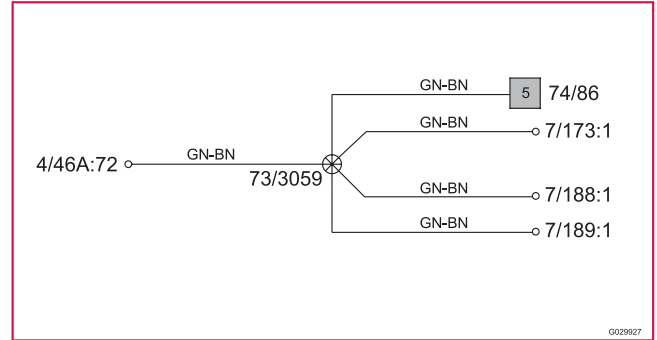 GN-BN 5 74/86
GN-BN 7/173:1
4/46A:72 GN-BN 73/3059
GN-BN 7/188:1
GN-BN 7/189:1
G029927